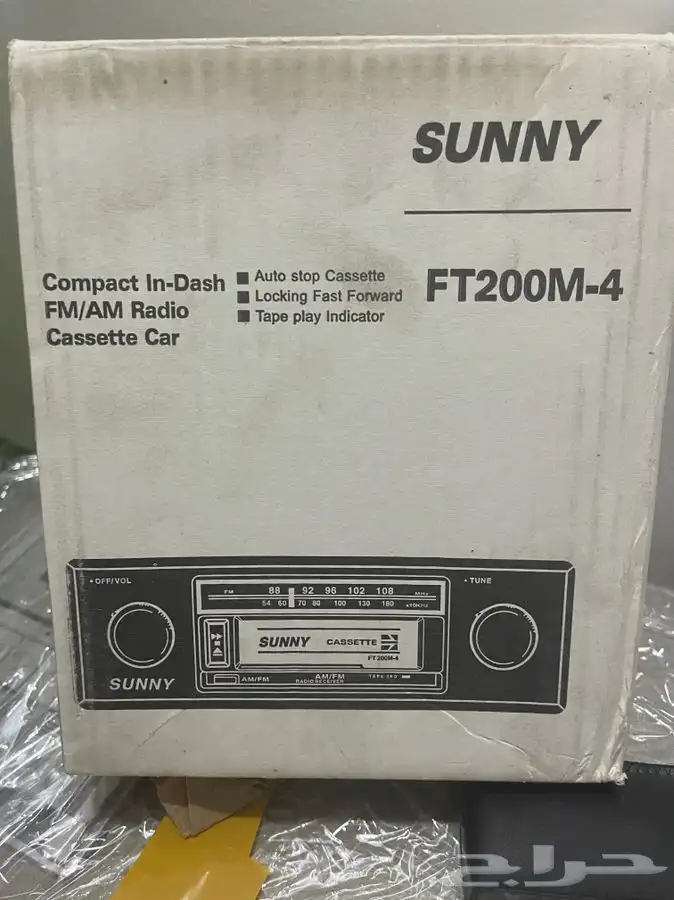 SUNNY
FT200M-4
Compact In-Dash
FM/AM Radio
Cassette Car
■ Auto stop Cassette
■ Locking Fast Forward
■ Tape play Indicator
• OFF/VOL
• TUNE
FM 88 92 96 102 108 MHz
54 60 70 80 100 130 180 x10KHz
SUNNY CASSETTE
FT200M-4
SUNNY
AM/FM
AM/FM
RADIO RECEIVER
حراج